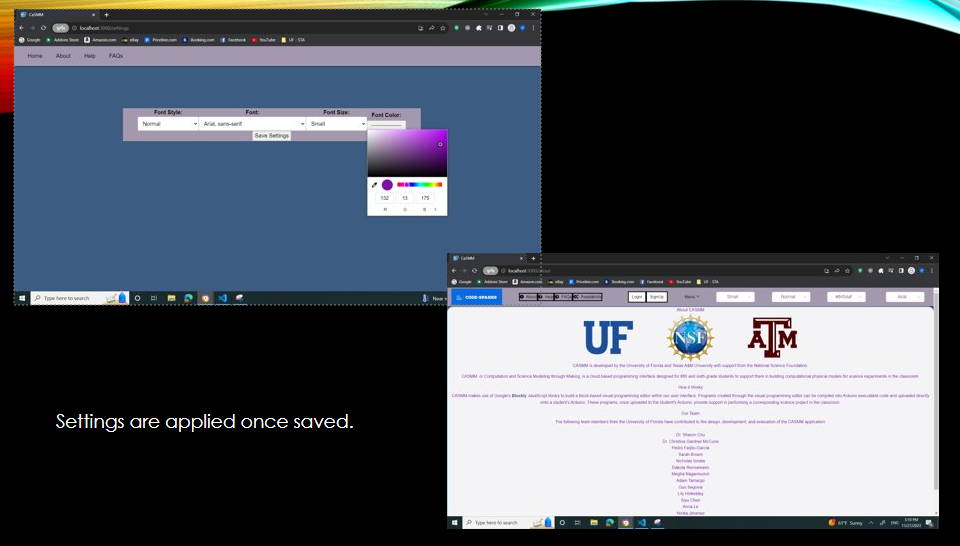 CaSMM
localhost:3000/settings
Google Addons Store Amazon.com eBay Priceline.com Booking.com Facebook YouTube UF - STA
Home About Help FAQs
Font Style: Font: Font Size: Font Color:
Normal Arial, sans-serif Small
Save Settings
132 13 175
R G B
Type here to search
Near
CaSMM
localhost:3000/about
Google Addons Store Amazon.com eBay Priceline.com Booking.com Facebook YouTube UF - STA
CODE-SPARKS About Help FAQs Login SignUp Menu Small Normal Arial
About CASMM
UF NSF A T M
CASMM is developed by the University of Florida and Texas A&M University with support from the National Science Foundation.
CASMM, or Computation and Science Modeling through Making, is a cloud-based programming interface designed for fifth and sixth-grade students to support them in building computational physical models for science experiments in the classroom.
How it Works
CASMM makes use of Google's Blockly JavaScript library to build a block-based visual programming editor within our user interface. Programs created through the visual programming editor can be compiled into Arduino executable code and uploaded directly
onto a student's Arduino. These programs, once uploaded to the student's Arduino, provide support in performing a corresponding science project in the classroom.
Our Team
The following team members from the University of Florida have contributed to the design, development, and evaluation of the CASMM application:
Dr. Sharon Chu
Dr. Christina Gardner-McCune
Pedro Feijóo-García
Sarah Brown
Nicholas Ionata
Dakota Rennemann
Megha Nagarmunoli
Adam Tamargo
Guo Segovia
Lily Hinkeldey
Siyu Chen
Anna Le
Yerika Jimenez
Type here to search
61°F Sunny ENG 5:10 PM
11/27/2023
Settings are applied once saved.